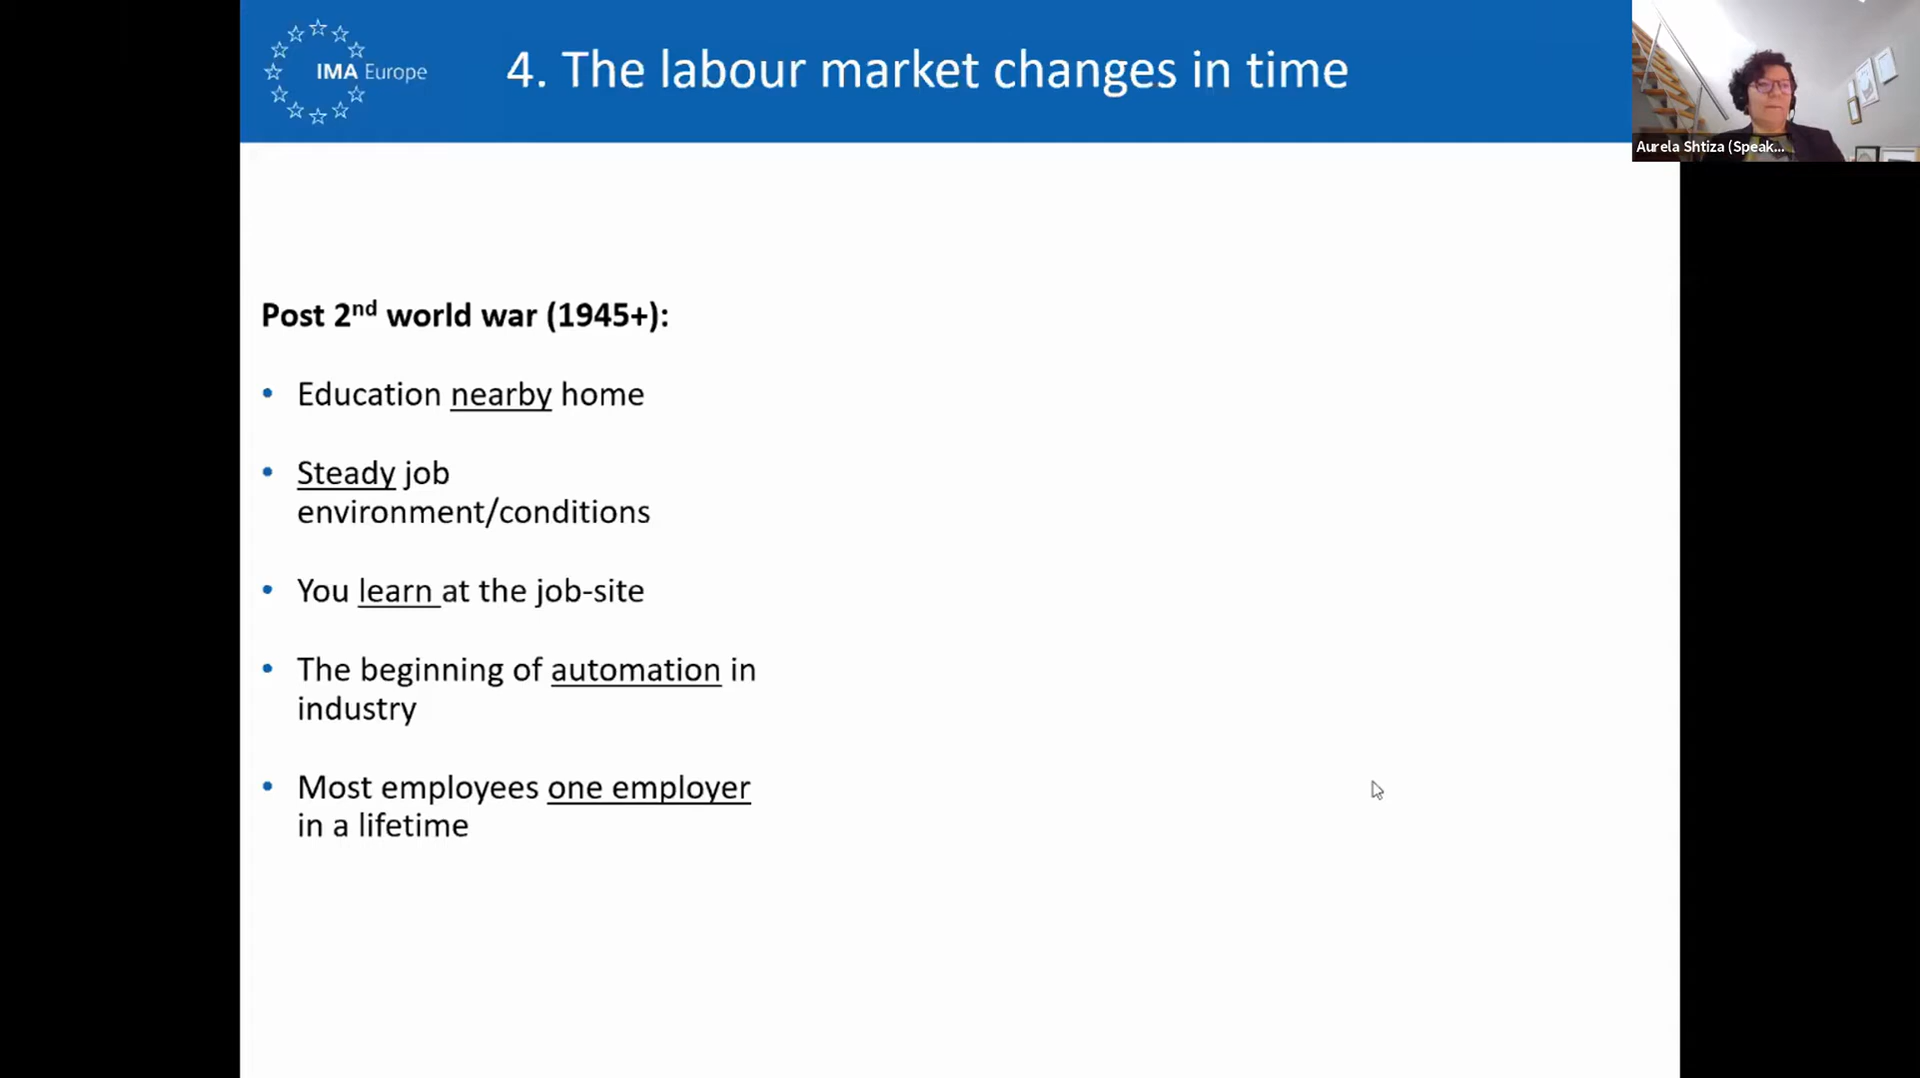 IMA Europe
4. The labour market changes in time
Aurela Shtiza (Speak...
Post 2nd world war (1945+):
• Education nearby home
• Steady job
environment/conditions
• You learn at the job-site
• The beginning of automation in
industry
• Most employees one employer
in a lifetime